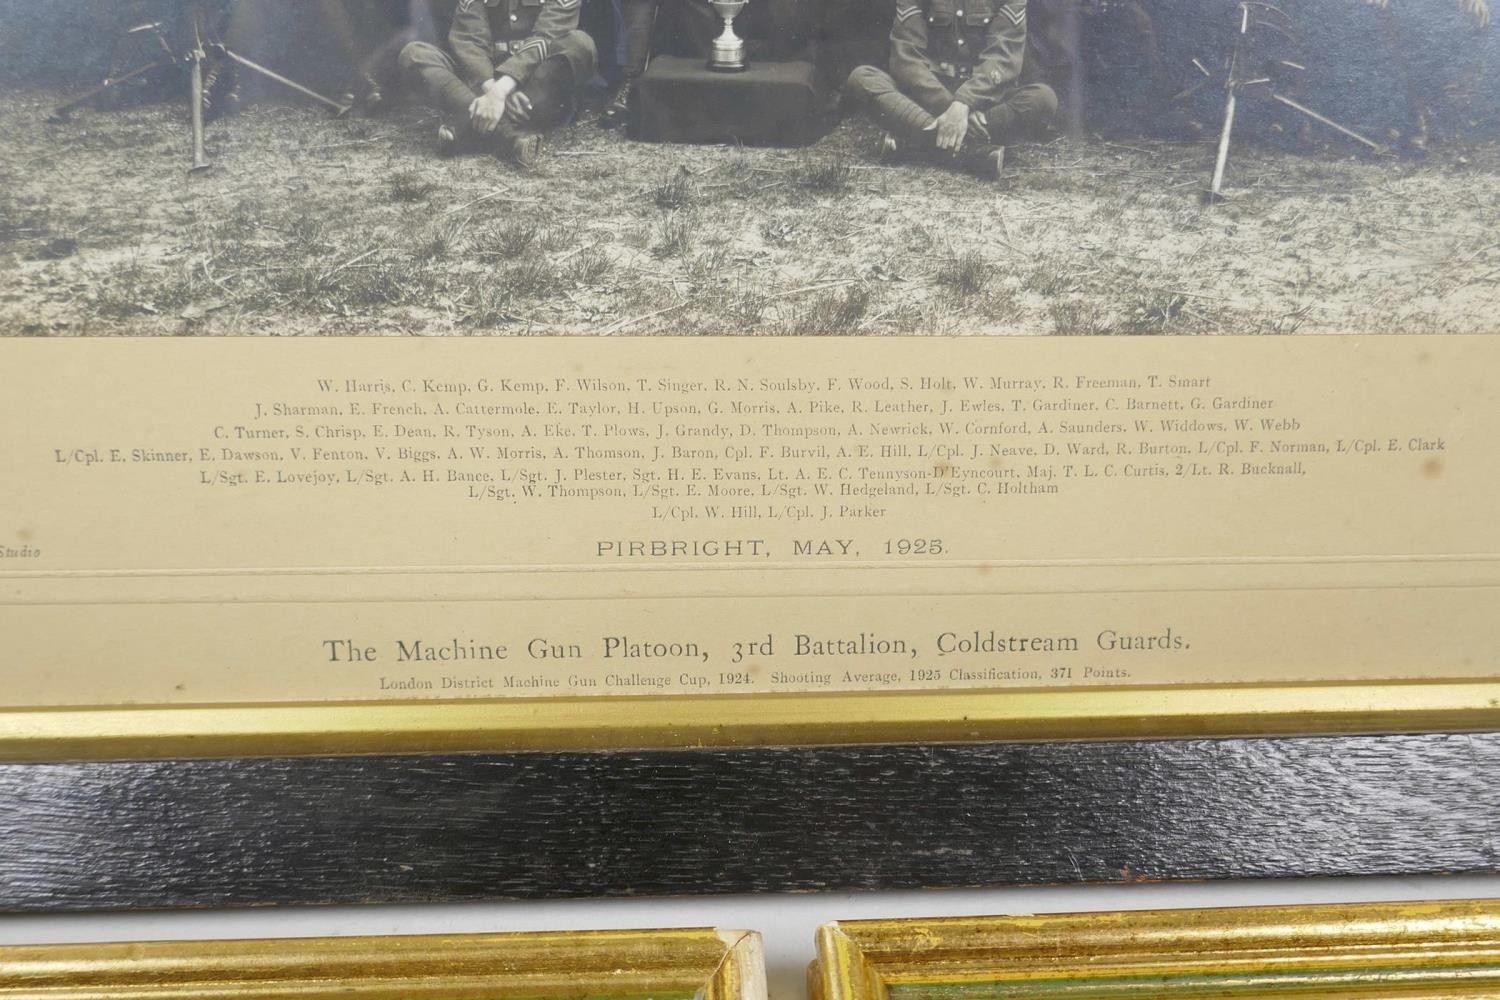 W. Harris, C. Kemp, G. Kemp, F. Wilson, T. Singer, R. N. Soulsby, F. Wood, S. Holt, W. Murray, R. Freeman, T. Smart
J. Sharman, E. French, A. Cattermole, E. Taylor, H. Upson, G. Morris, A. Pike, R. Leather, J. Ewles, T. Gardiner, C. Barnett, G. Gardiner
C. Turner, S. Chrisp, E. Dean, R. Tyson, A. Eke, T. Plows, J. Grandy, D. Thompson, A. Newrick, W. Cornford, A. Saunders, W. Widdows, W. Webb
L/Cpl. E. Skinner, E. Dawson, V. Fenton, V. Biggs, A. W. Morris, A. Thomson, J. Baron, Cpl. F. Burvil, A. E. Hill, L/Cpl. J. Neave, D. Ward, R. Burton, L/Cpl. F. Norman, L/Cpl. E. Clark
L/Sgt. E. Lovejoy, L/Sgt. A. H. Bance, L/Sgt. J. Plester, Sgt. H. E. Evans, Lt. A. E. C. Tennyson-D'Eyncourt, Maj. T. L. C. Curtis, 2/Lt. R. Bucknall,
L/Sgt. W. Thompson, L/Sgt. E. Moore, L/Sgt. W. Hedgeland, L/Sgt. C. Holtham
L/Cpl. W. Hill, L/Cpl. J. Parker
Studio
PIRBRIGHT, MAY, 1925.
The Machine Gun Platoon, 3rd Battalion, Coldstream Guards.
London District Machine Gun Challenge Cup, 1924. Shooting Average, 1925 Classification, 371 Points.